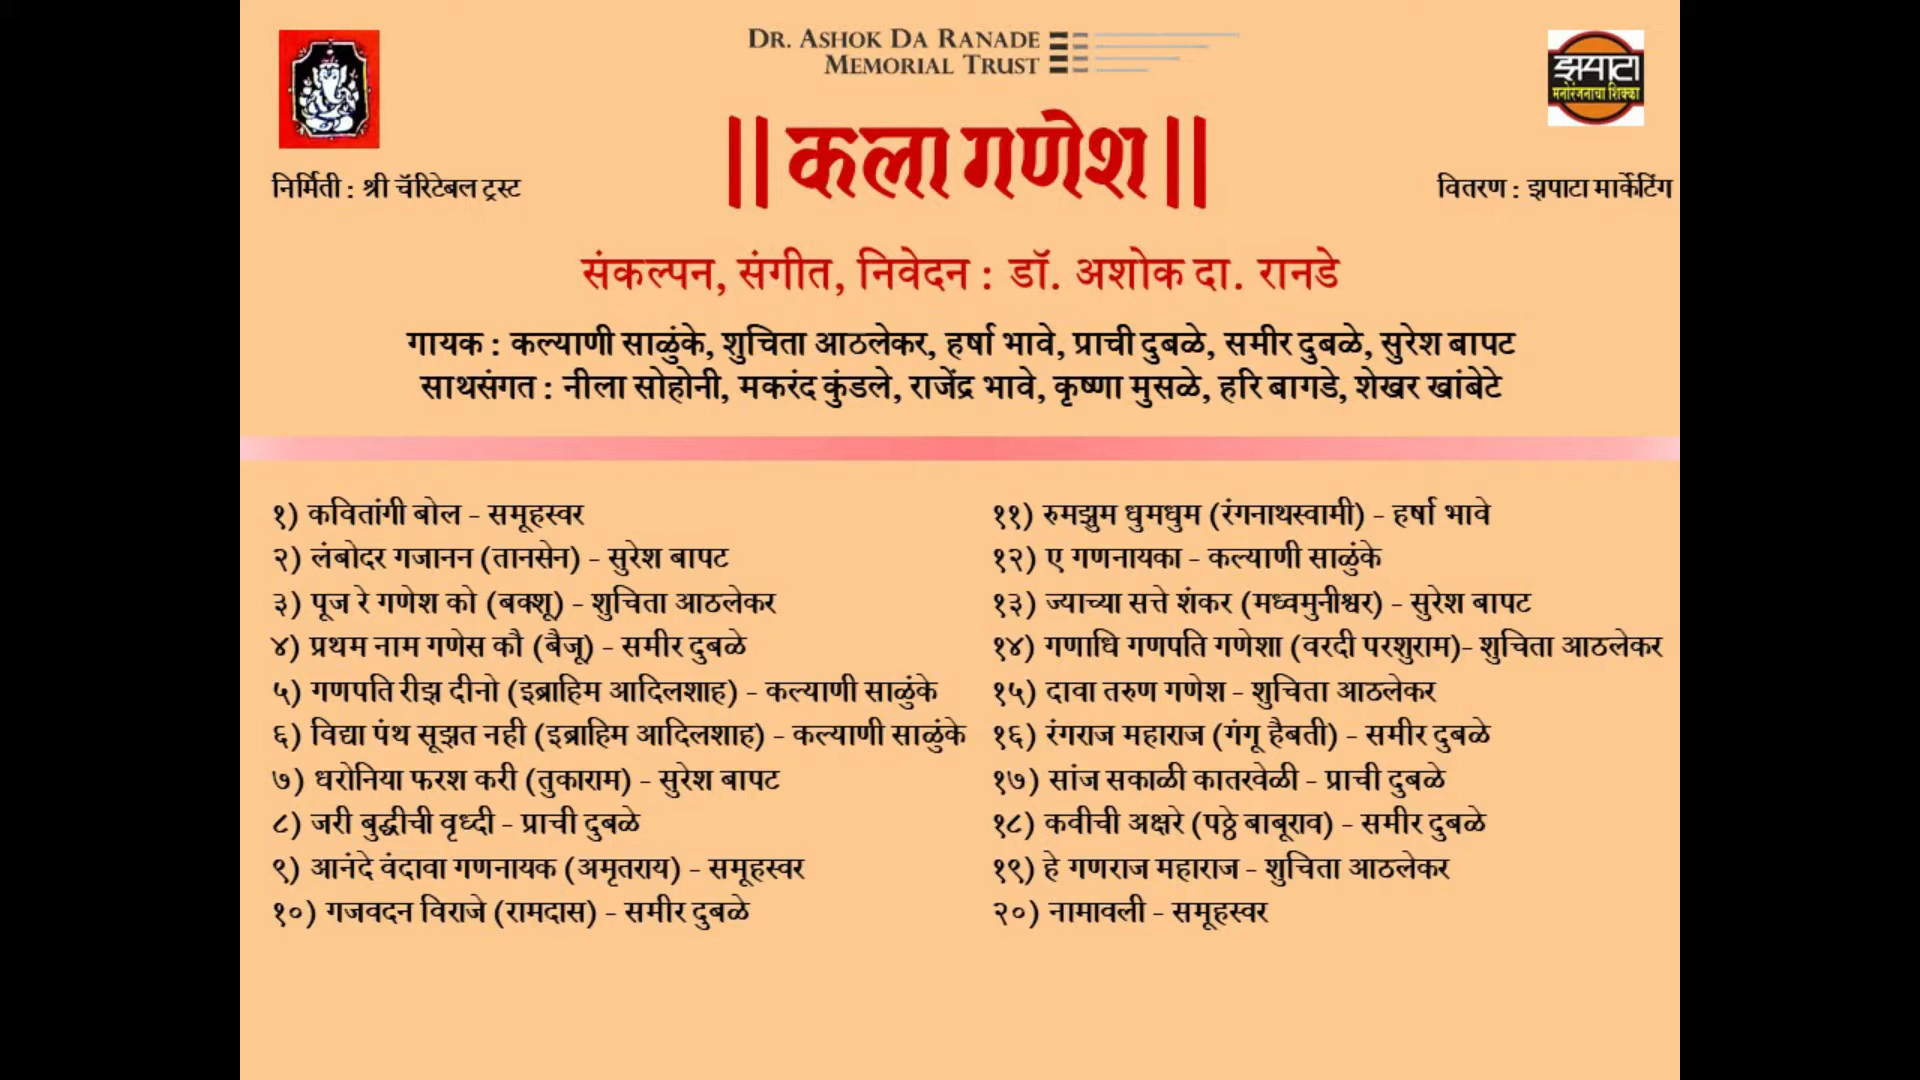 DR. ASHOK DA RANADE
MEMORIAL TRUST
झपाटा
मनोरंजनाचा शिक्का
|| कला गणेश ||
निर्मिती : श्री चॅरिटेबल ट्रस्ट
वितरण : झपाटा मार्केटिंग
संकल्पन, संगीत, निवेदन : डॉ. अशोक दा. रानडे
गायक : कल्याणी साळुंके, शुचिता आठलेकर, हर्षा भावे, प्राची दुबळे, समीर दुबळे, सुरेश बापट
साथसंगत : नीला सोहोनी, मकरंद कुंडले, राजेंद्र भावे, कृष्णा मुसळे, हरि बागडे, शेखर खांबेटे
१) कवितांगी बोल - समूहस्वर
२) लंबोदर गजानन (तानसेन) - सुरेश बापट
३) पूज रे गणेश को (बक्शू) - शुचिता आठलेकर
४) प्रथम नाम गणेस कौ (बैजू) - समीर दुबळे
५) गणपति रीझ दीनो (इब्राहिम आदिलशाह) - कल्याणी साळुंके
६) विद्या पंथ सूझत नही (इब्राहिम आदिलशाह) - कल्याणी साळुंके
७) धरोनिया फरश करी (तुकाराम) - सुरेश बापट
८) जरी बुद्धीची वृध्दी - प्राची दुबळे
९) आनंदे वंदावा गणनायक (अमृतराय) - समूहस्वर
१०) गजवदन विराजे (रामदास) - समीर दुबळे
११) रुमझुम धुमधुम (रंगनाथस्वामी) - हर्षा भावे
१२) ए गणनायका - कल्याणी साळुंके
१३) ज्याच्या सत्ते शंकर (मध्वमुनीश्वर) - सुरेश बापट
१४) गणाधि गणपति गणेशा (वरदी परशुराम)- शुचिता आठलेकर
१५) दावा तरुण गणेश - शुचिता आठलेकर
१६) रंगराज महाराज (गंगू हैबती) - समीर दुबळे
१७) सांज सकाळी कातरवेळी - प्राची दुबळे
१८) कवीची अक्षरे (पठ्ठे बाबूराव) - समीर दुबळे
१९) हे गणराज महाराज - शुचिता आठलेकर
२०) नामावली - समूहस्वर